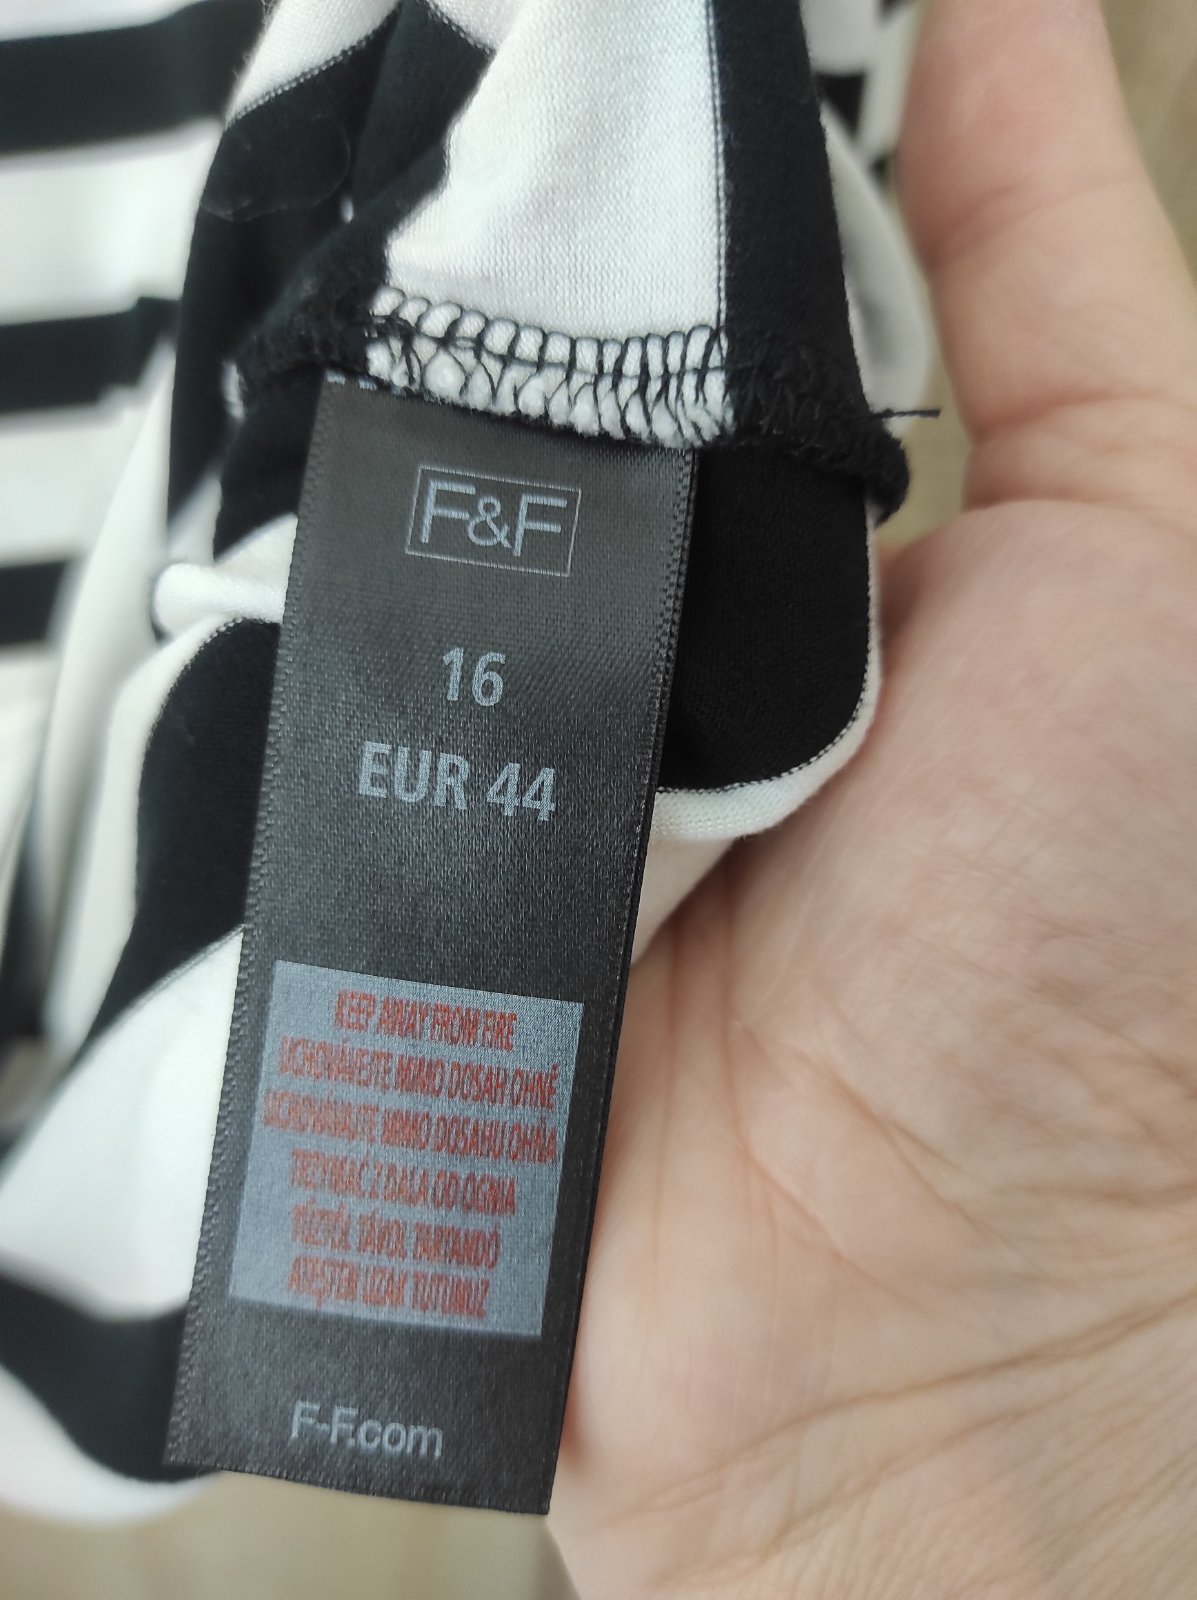 F&F
16
EUR 44
KEEP AWAY FROM FIRE
UCHOVÁVEJTE MIMO DOSAH OHNĚ
UCHOVÁVAJTE MIMO DOSAHU OHŇA
TRZYMAĆ Z DALA OD OGNIA
TŰZTŐL TÁVOL TARTANDÓ
ATEŞTEN UZAK TUTUNUZ
F-F.com